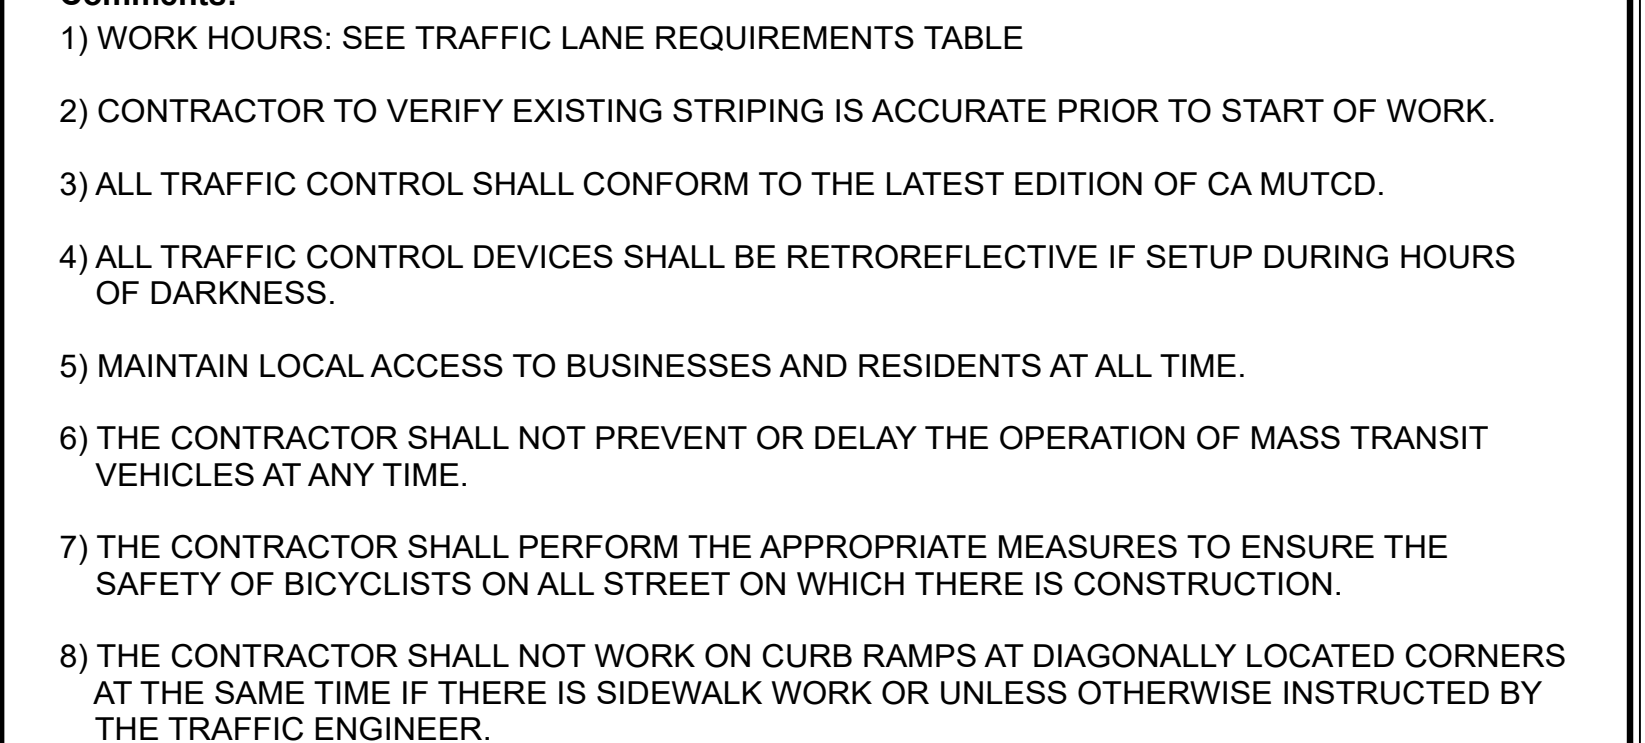 Comments:
1) WORK HOURS: SEE TRAFFIC LANE REQUIREMENTS TABLE
2) CONTRACTOR TO VERIFY EXISTING STRIPING IS ACCURATE PRIOR TO START OF WORK.
3) ALL TRAFFIC CONTROL SHALL CONFORM TO THE LATEST EDITION OF CA MUTCD.
4) ALL TRAFFIC CONTROL DEVICES SHALL BE RETROREFLECTIVE IF SETUP DURING HOURS
OF DARKNESS.
5) MAINTAIN LOCAL ACCESS TO BUSINESSES AND RESIDENTS AT ALL TIME.
6) THE CONTRACTOR SHALL NOT PREVENT OR DELAY THE OPERATION OF MASS TRANSIT
VEHICLES AT ANY TIME.
7) THE CONTRACTOR SHALL PERFORM THE APPROPRIATE MEASURES TO ENSURE THE
SAFETY OF BICYCLISTS ON ALL STREET ON WHICH THERE IS CONSTRUCTION.
8) THE CONTRACTOR SHALL NOT WORK ON CURB RAMPS AT DIAGONALLY LOCATED CORNERS
AT THE SAME TIME IF THERE IS SIDEWALK WORK OR UNLESS OTHERWISE INSTRUCTED BY
THE TRAFFIC ENGINEER.